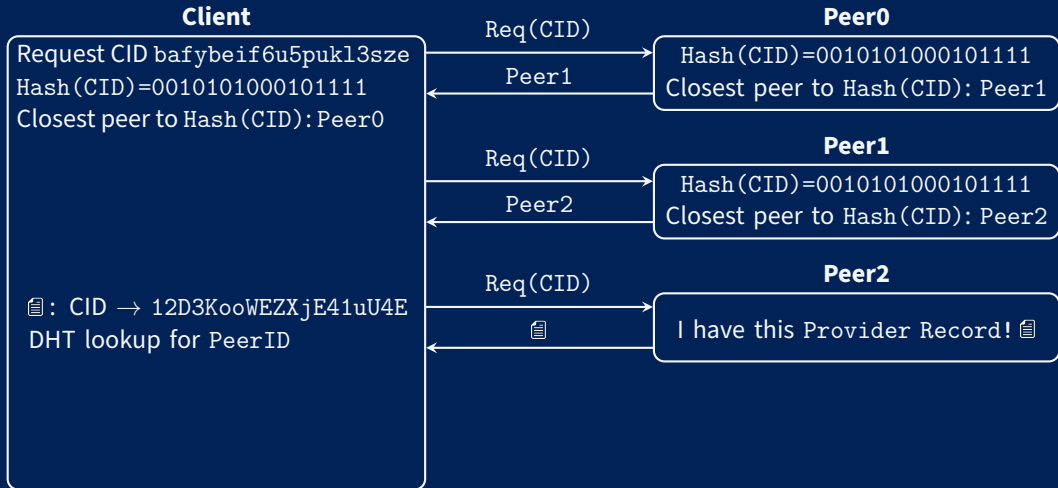 Client
Request CID bafybeif6u5pukl3sze
Hash(CID)=0010101000101111
Closest peer to Hash(CID): Peer0
Req(CID)
Peer1
Peer0
Hash(CID)=0010101000101111
Closest peer to Hash(CID): Peer1
Req(CID)
Peer2
Peer1
Hash(CID)=0010101000101111
Closest peer to Hash(CID): Peer2
: CID → 12D3KooWEZXjE41uU4E
DHT lookup for PeerID
Req(CID)
Peer2
I have this Provider Record!